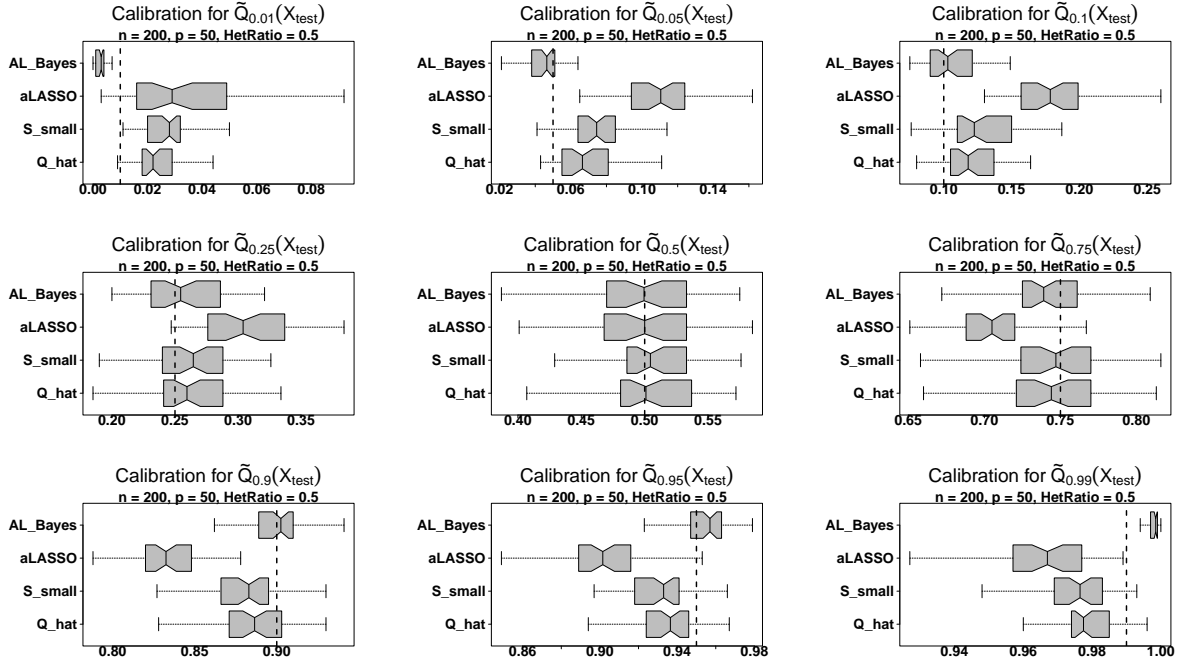 Calibration for Q̃0.01(Xtest)
n = 200, p = 50, HetRatio = 0.5
AL_Bayes
aLASSO
S_small
Q_hat
0.00 0.02 0.04 0.06 0.08
Calibration for Q̃0.05(Xtest)
n = 200, p = 50, HetRatio = 0.5
AL_Bayes
aLASSO
S_small
Q_hat
0.02 0.06 0.10 0.14
Calibration for Q̃0.1(Xtest)
n = 200, p = 50, HetRatio = 0.5
AL_Bayes
aLASSO
S_small
Q_hat
0.10 0.15 0.20 0.25
Calibration for Q̃0.25(Xtest)
n = 200, p = 50, HetRatio = 0.5
AL_Bayes
aLASSO
S_small
Q_hat
0.20 0.25 0.30 0.35
Calibration for Q̃0.5(Xtest)
n = 200, p = 50, HetRatio = 0.5
AL_Bayes
aLASSO
S_small
Q_hat
0.40 0.45 0.50 0.55
Calibration for Q̃0.75(Xtest)
n = 200, p = 50, HetRatio = 0.5
AL_Bayes
aLASSO
S_small
Q_hat
0.65 0.70 0.75 0.80
Calibration for Q̃0.9(Xtest)
n = 200, p = 50, HetRatio = 0.5
AL_Bayes
aLASSO
S_small
Q_hat
0.80 0.85 0.90
Calibration for Q̃0.95(Xtest)
n = 200, p = 50, HetRatio = 0.5
AL_Bayes
aLASSO
S_small
Q_hat
0.86 0.90 0.94 0.98
Calibration for Q̃0.99(Xtest)
n = 200, p = 50, HetRatio = 0.5
AL_Bayes
aLASSO
S_small
Q_hat
0.94 0.96 0.98 1.00